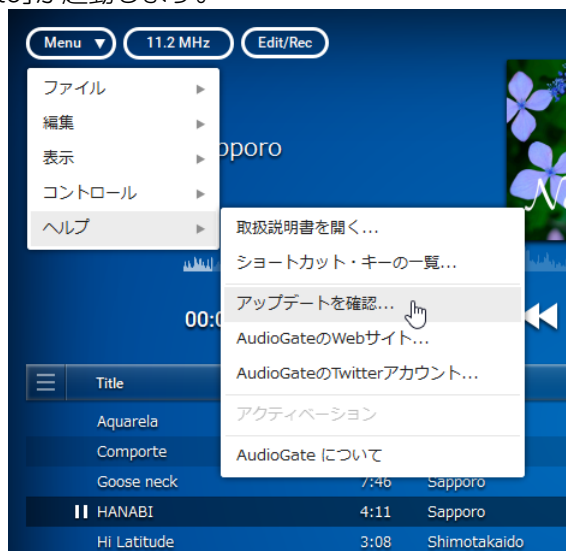 が起動します。
Menu ▼ 11.2 MHz Edit/Rec
ファイル ▶
編集 ▶
表示 ▶
コントロール ▶
ヘルプ ▶
取扱説明書を開く...
ショートカット・キーの一覧...
アップデートを確認...
AudioGateのWebサイト...
AudioGateのTwitterアカウント...
アクティベーション
AudioGate について
Title
Aquarela
Comporte
Goose neck 7:46 Sapporo
HANABI 4:11 Sapporo
Hi Latitude 3:08 Shimotakaido